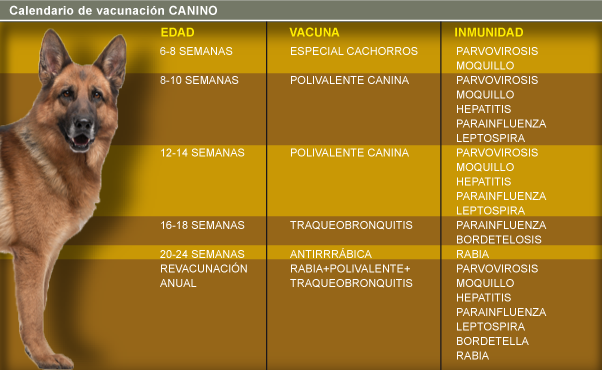 Calendario de vacunación CANINO
EDAD VACUNA INMUNIDAD
6-8 SEMANAS ESPECIAL CACHORROS PARVOVIROSIS
MOQUILLO
8-10 SEMANAS POLIVALENTE CANINA PARVOVIROSIS
MOQUILLO
HEPATITIS
PARAINFLUENZA
LEPTOSPIRA
12-14 SEMANAS POLIVALENTE CANINA PARVOVIROSIS
MOQUILLO
HEPATITIS
PARAINFLUENZA
LEPTOSPIRA
16-18 SEMANAS TRAQUEOBRONQUITIS PARAINFLUENZA
BORDETELOSIS
20-24 SEMANAS ANTIRRRÁBICA RABIA
REVACUNACIÓN RABIA+POLIVALENTE+ PARVOVIROSIS
ANUAL TRAQUEOBRONQUITIS MOQUILLO
HEPATITIS
PARAINFLUENZA
LEPTOSPIRA
BORDETELLA
RABIA